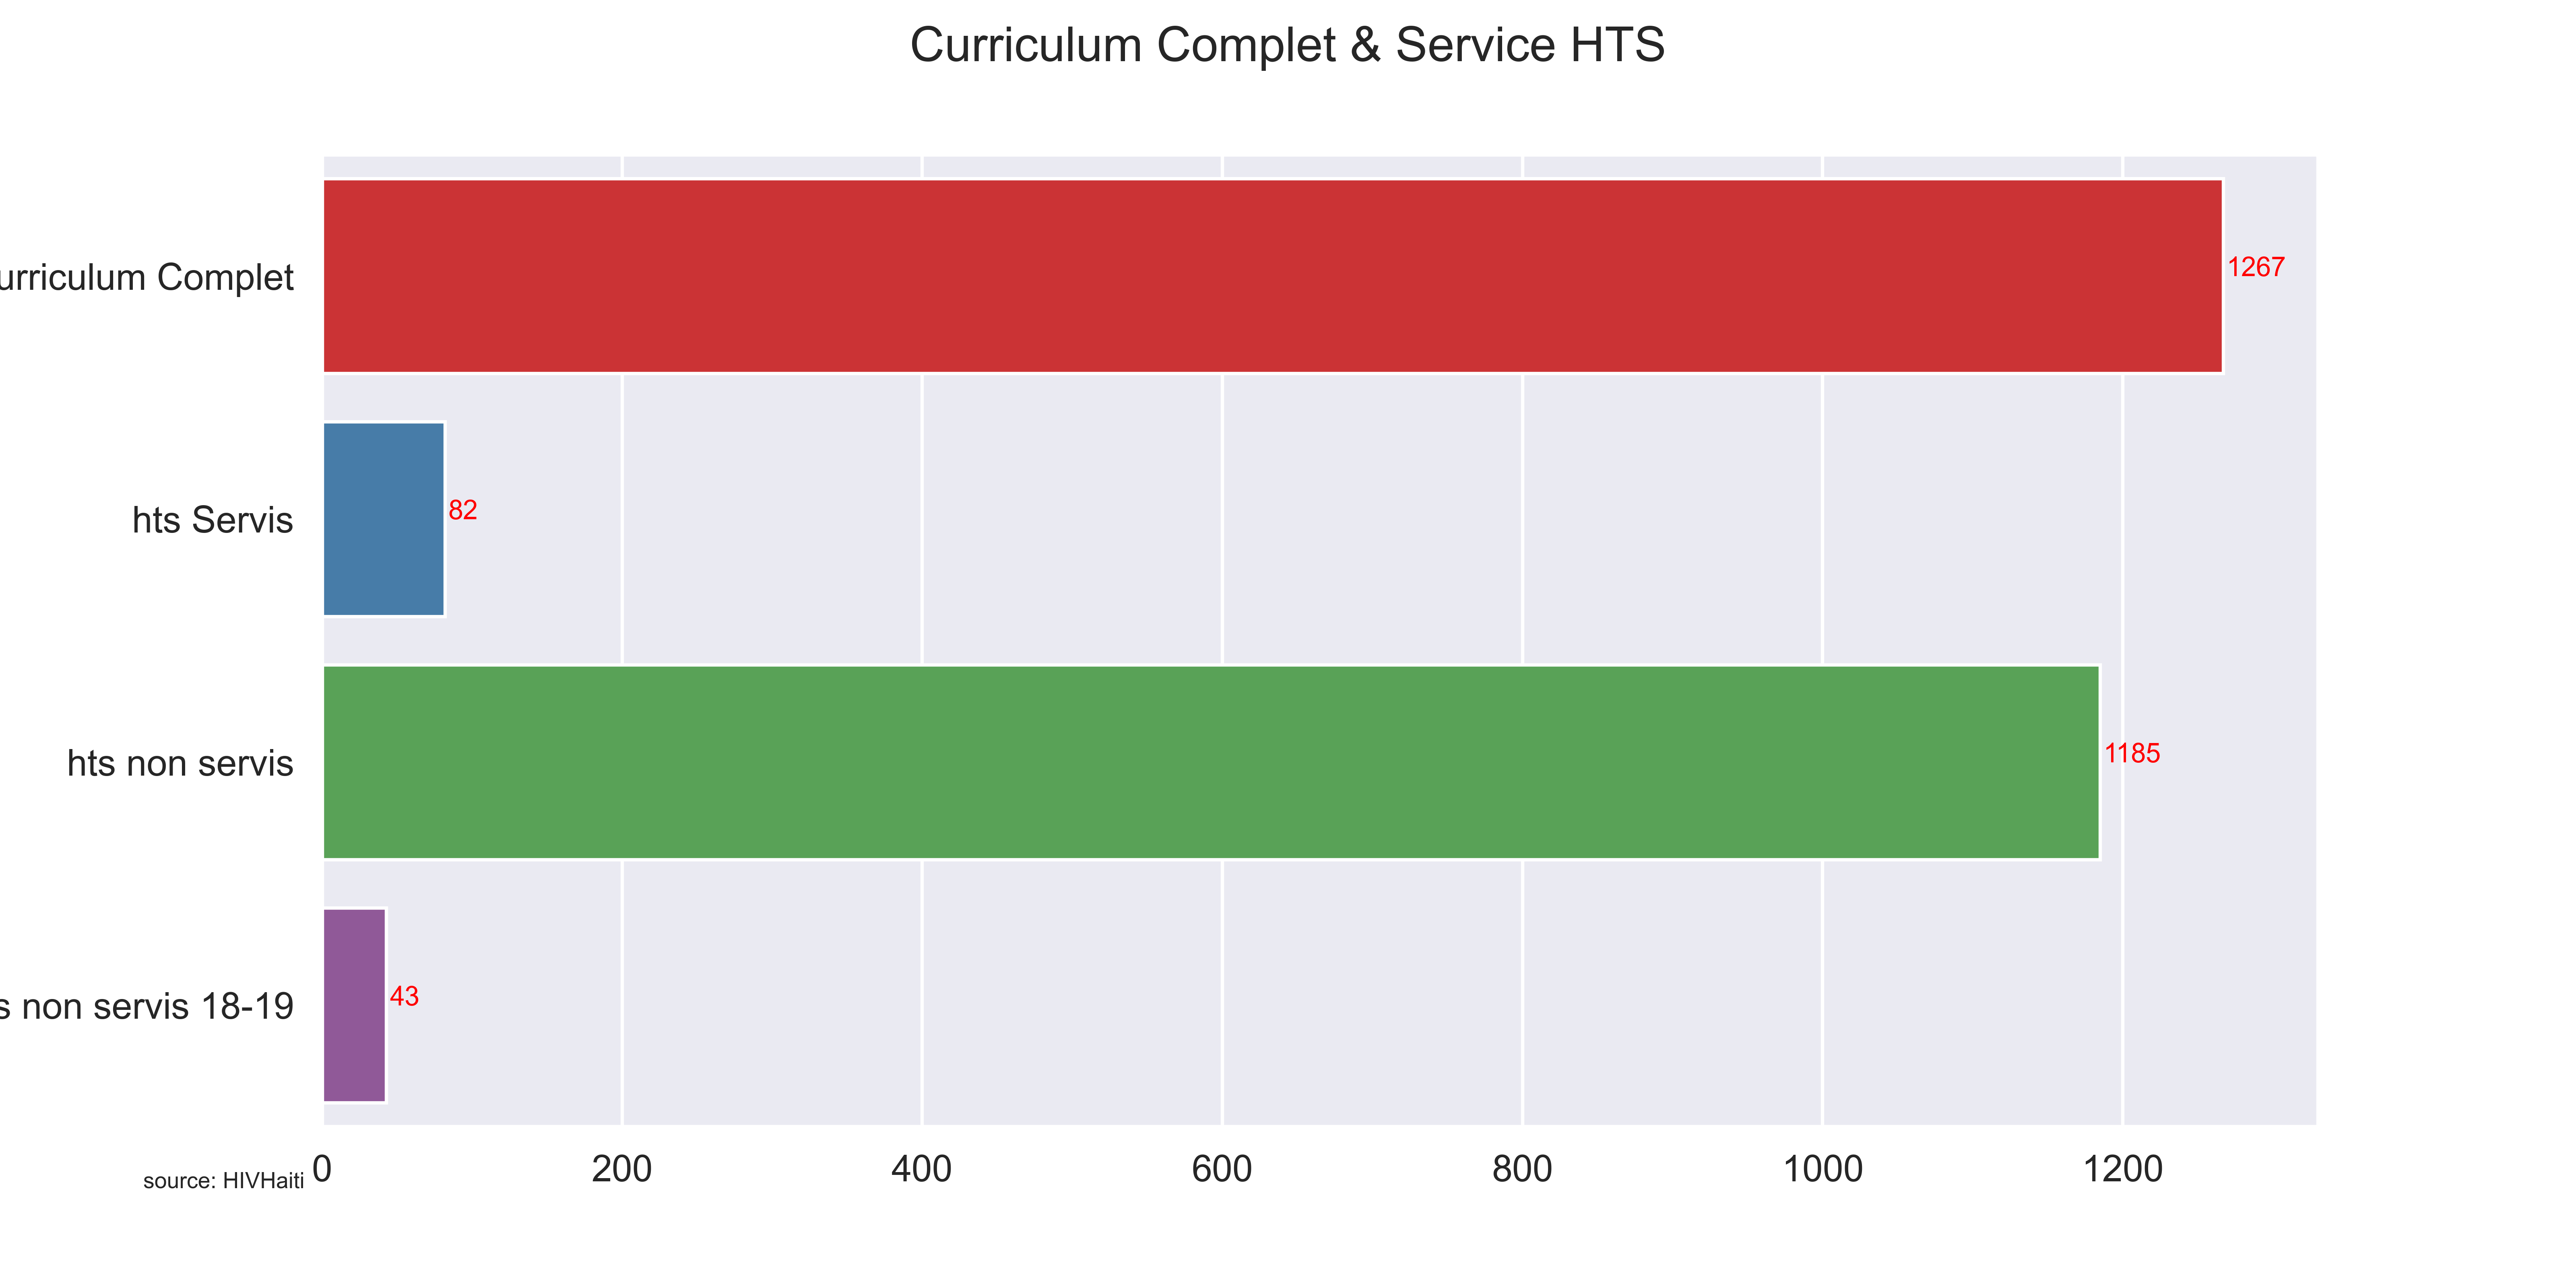 Curriculum Complet & Service HTS
urriculum Complet
1267
hts Servis
82
hts non servis
1185
s non servis 18-19
43
0 200 400 600 800 1000 1200
source: HIVHaiti